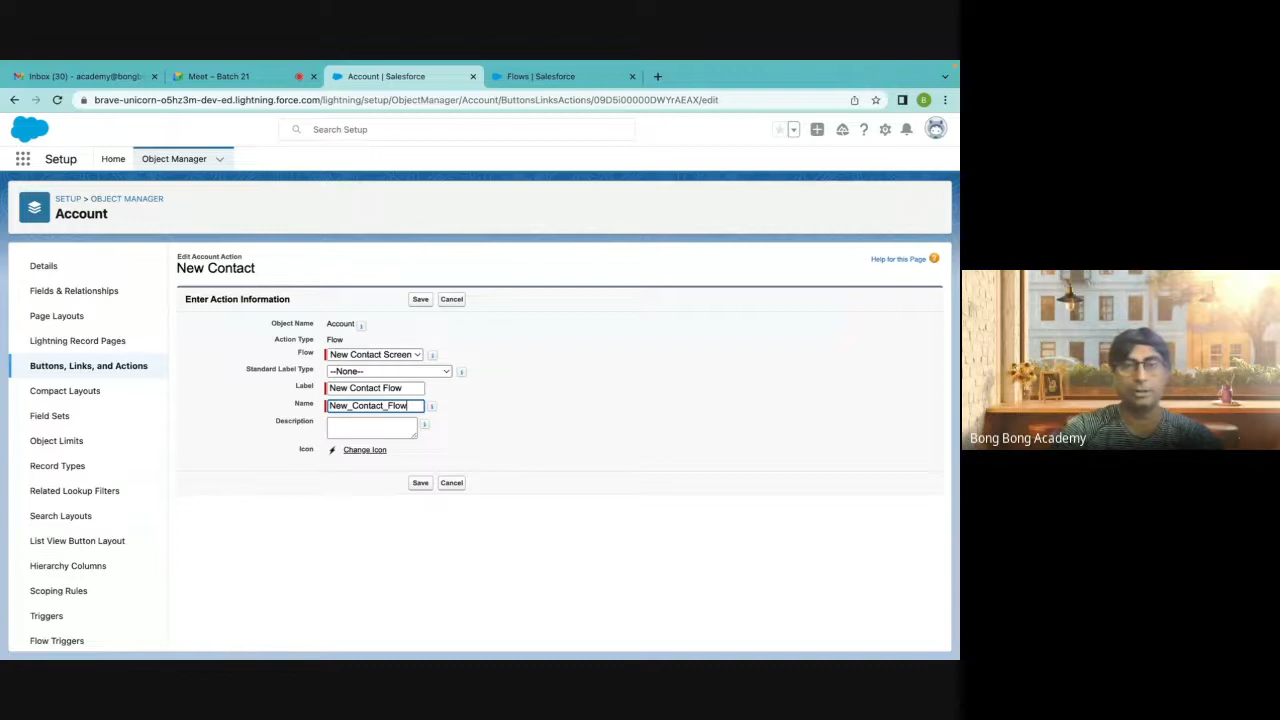 Inbox (30) - academy@bongb
Meet – Batch 21
Account | Salesforce
Flows | Salesforce
brave-unicorn-o5hz3m-dev-ed.lightning.force.com/lightning/setup/ObjectManager/Account/ButtonsLinksActions/09D5i00000DWYrAEAX/edit
B
Search Setup
Setup
Home
Object Manager
SETUP > OBJECT MANAGER
Account
Details
Fields & Relationships
Page Layouts
Lightning Record Pages
Buttons, Links, and Actions
Compact Layouts
Field Sets
Object Limits
Record Types
Related Lookup Filters
Search Layouts
List View Button Layout
Hierarchy Columns
Scoping Rules
Triggers
Flow Triggers
Edit Account Action
New Contact
Help for this Page
Enter Action Information
Save
Cancel
Object Name Account
Action Type Flow
Flow New Contact Screen
Standard Label Type --None--
Label New Contact Flow
Name New_Contact_Flow
Description
Icon Change Icon
Save
Cancel
Bong Bong Academy